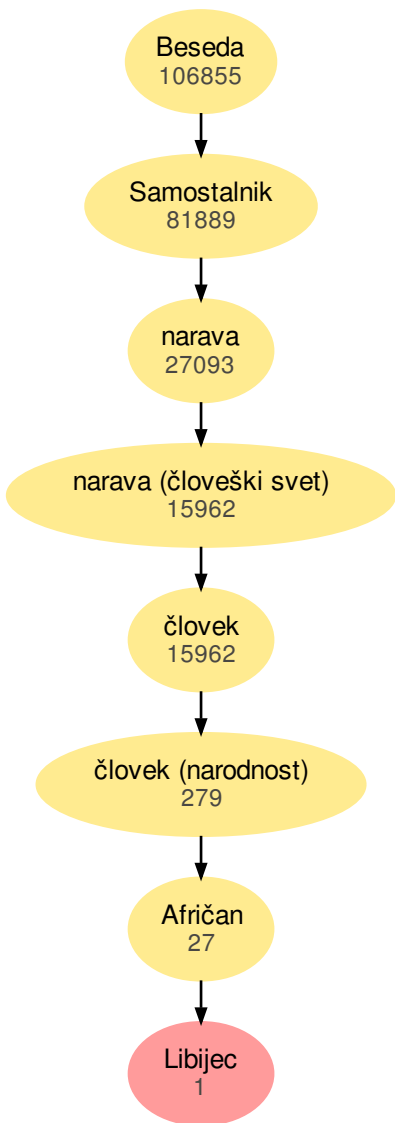 Beseda
106855
Samostalnik
81889
narava
27093
narava (človeški svet)
15962
človek
15962
človek (narodnost)
279
Afričan
27
Libijec
1